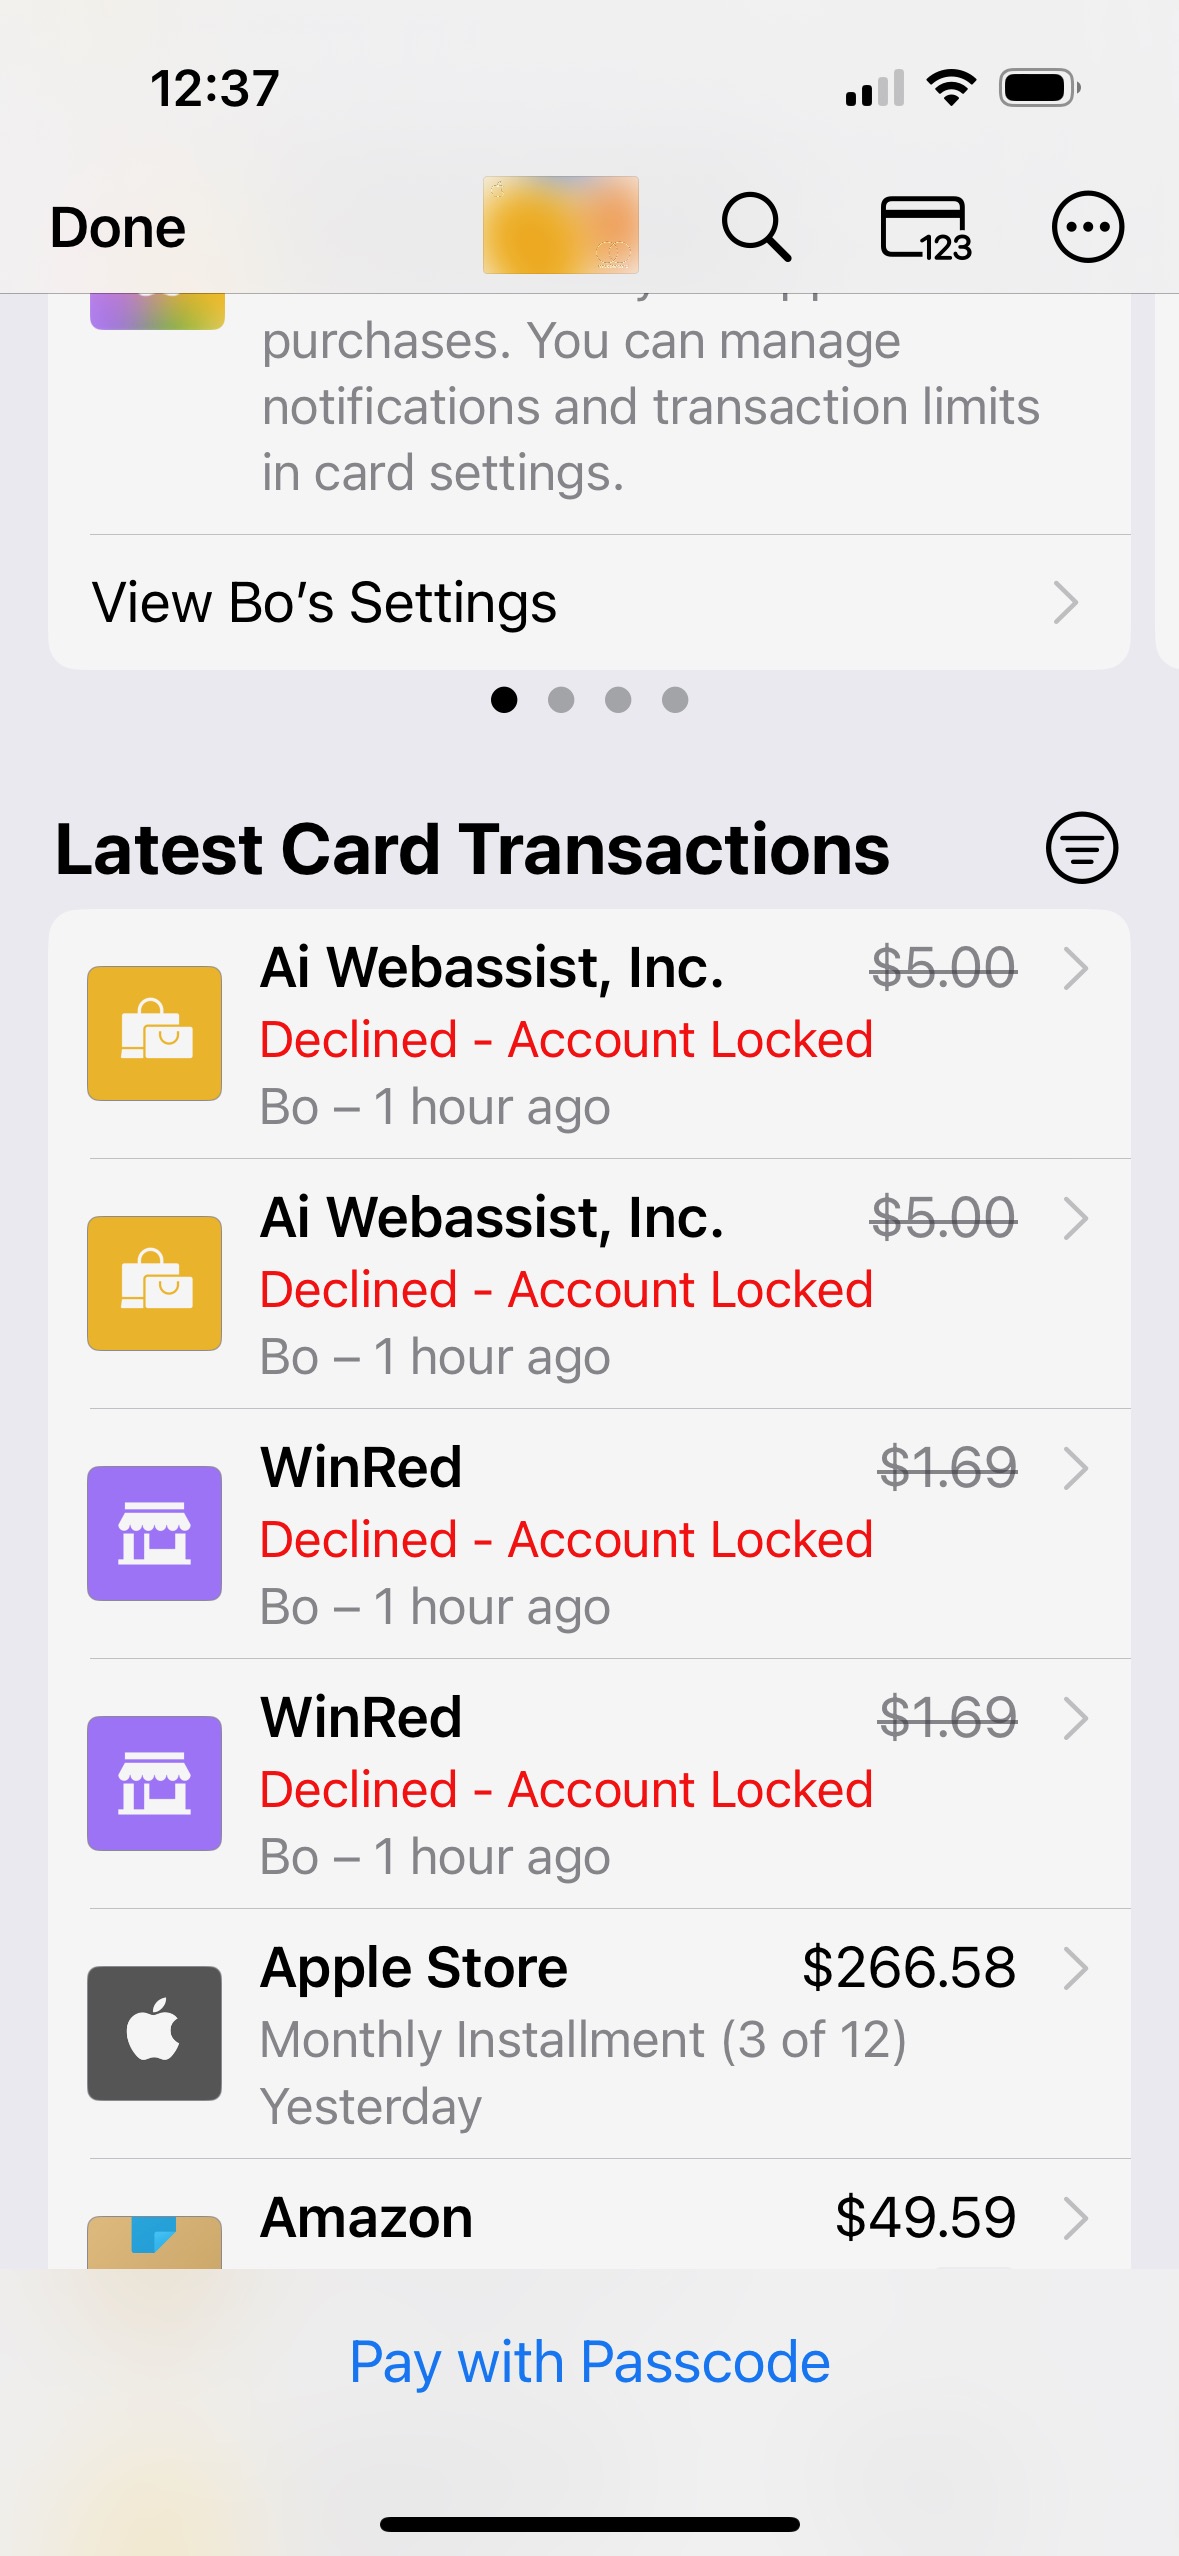 12:37
Done
123
purchases. You can manage
notifications and transaction limits
in card settings.
View Bo’s Settings
Latest Card Transactions
Ai Webassist, Inc. $5.00
Declined - Account Locked
Bo – 1 hour ago
Ai Webassist, Inc. $5.00
Declined - Account Locked
Bo – 1 hour ago
WinRed $1.69
Declined - Account Locked
Bo – 1 hour ago
WinRed $1.69
Declined - Account Locked
Bo – 1 hour ago
Apple Store $266.58
Monthly Installment (3 of 12)
Yesterday
Amazon $49.59
Pay with Passcode